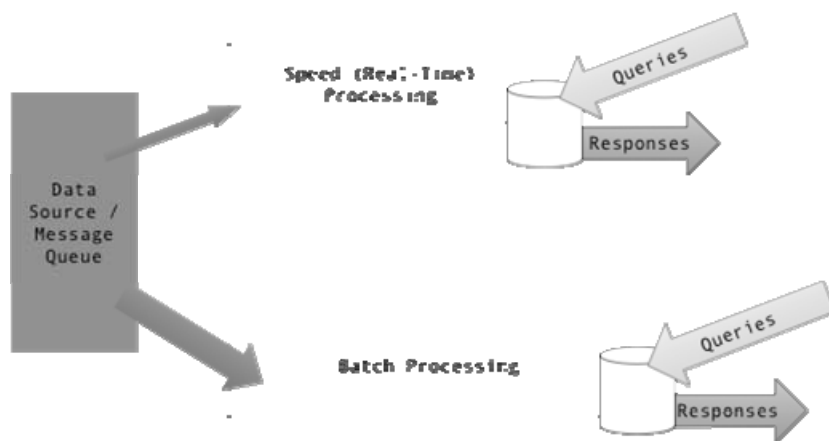 Speed (Real-Time)
Processing
Queries
Responses
Data
Source /
Message
Queue
Queries
Batch Processing
Responses